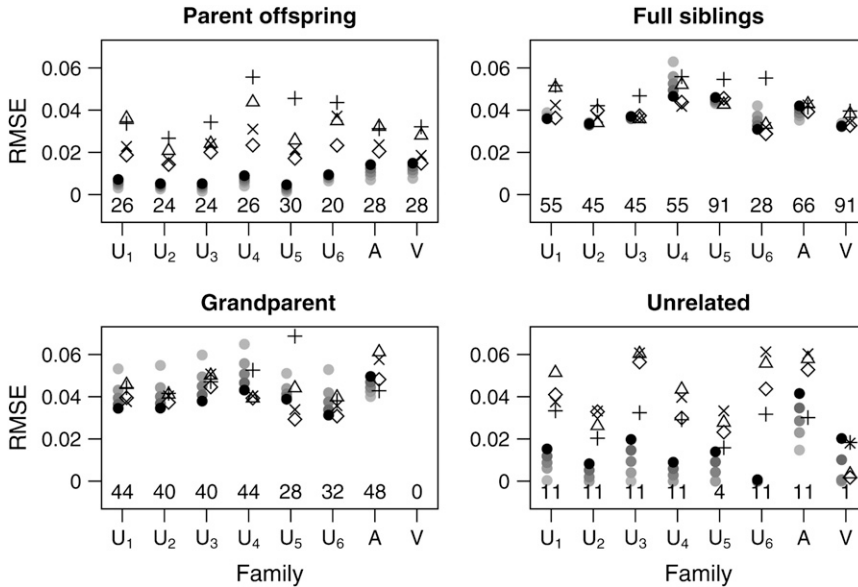 Parent offspring
Full siblings
RMSE
0.06
0.04
0.02
0
26 24 24 26 30 20 28 28
U₁ U₂ U₃ U₄ U₅ U₆ A V
0.06
0.04
0.02
0
55 45 45 55 91 28 66 91
U₁ U₂ U₃ U₄ U₅ U₆ A V
Grandparent
Unrelated
RMSE
0.06
0.04
0.02
0
44 40 40 44 28 32 48 0
U₁ U₂ U₃ U₄ U₅ U₆ A V
Family
0.06
0.04
0.02
0
11 11 11 11 4 11 11 1
U₁ U₂ U₃ U₄ U₅ U₆ A V
Family